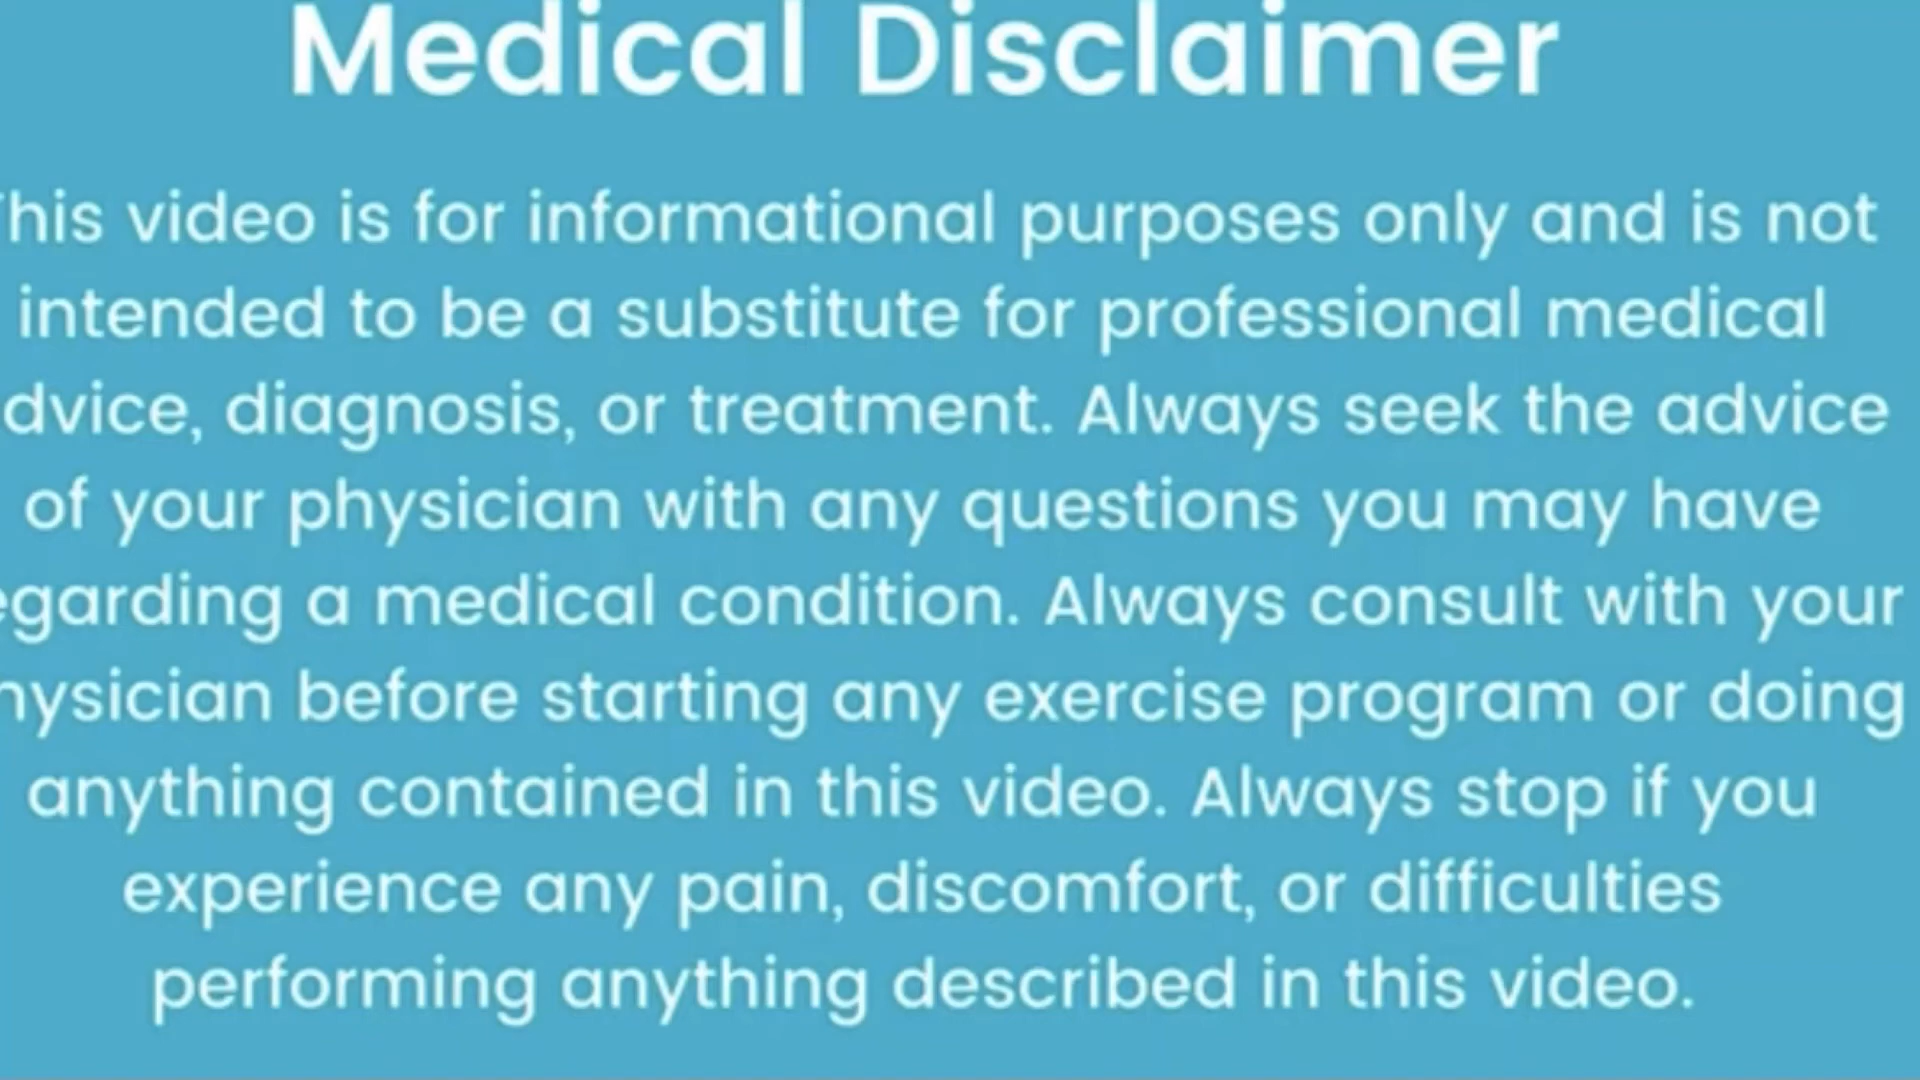 Medical Disclaimer
This video is for informational purposes only and is not
intended to be a substitute for professional medical
dvice, diagnosis, or treatment. Always seek the advice
of your physician with any questions you may have
egarding a medical condition. Always consult with your
hysician before starting any exercise program or doing
anything contained in this video. Always stop if you
experience any pain, discomfort, or difficulties
performing anything described in this video.